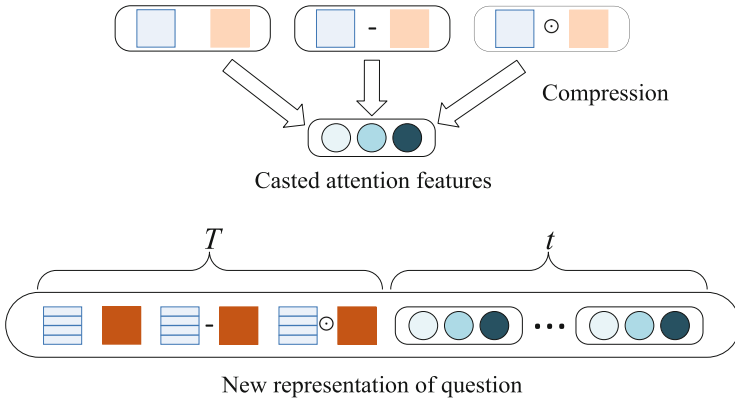 - ⊙
Compression
Casted attention features
T t
- ⊙ ...
New representation of question